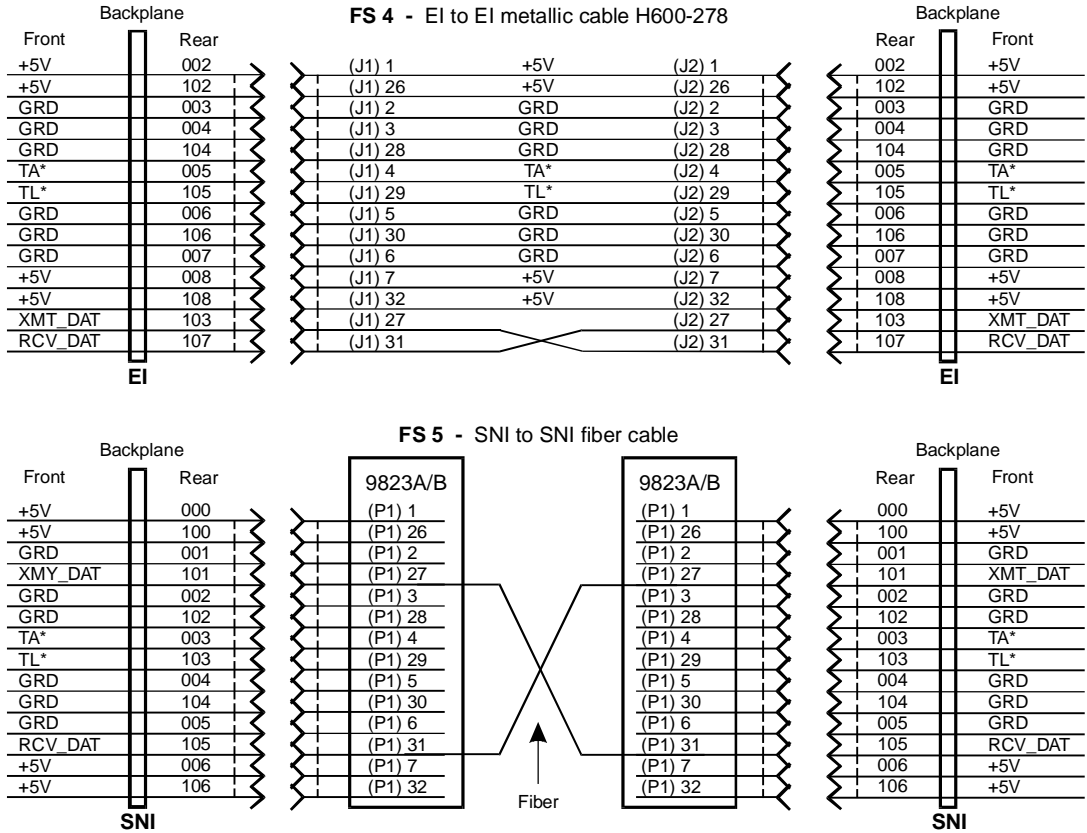 FS 4 - EI to EI metallic cable H600-278
Backplane Backplane
Front Rear Rear Front
+5V 002 (J1) 1 +5V (J2) 1 002 +5V
+5V 102 (J1) 26 +5V (J2) 26 102 +5V
GRD 003 (J1) 2 GRD (J2) 2 003 GRD
GRD 004 (J1) 3 GRD (J2) 3 004 GRD
GRD 104 (J1) 28 GRD (J2) 28 104 GRD
TA* 005 (J1) 4 TA* (J2) 4 005 TA*
TL* 105 (J1) 29 TL* (J2) 29 105 TL*
GRD 006 (J1) 5 GRD (J2) 5 006 GRD
GRD 106 (J1) 30 GRD (J2) 30 106 GRD
GRD 007 (J1) 6 GRD (J2) 6 007 GRD
+5V 008 (J1) 7 +5V (J2) 7 008 +5V
+5V 108 (J1) 32 +5V (J2) 32 108 +5V
XMT_DAT 103 (J1) 27 (J2) 27 103 XMT_DAT
RCV_DAT 107 (J1) 31 (J2) 31 107 RCV_DAT
EI EI
FS 5 - SNI to SNI fiber cable
Backplane Backplane
Front Rear 9823A/B 9823A/B Rear Front
+5V 000 (P1) 1 (P1) 1 000 +5V
+5V 100 (P1) 26 (P1) 26 100 +5V
GRD 001 (P1) 2 (P1) 2 001 GRD
XMY_DAT 101 (P1) 27 (P1) 27 101 XMT_DAT
GRD 002 (P1) 3 (P1) 3 002 GRD
GRD 102 (P1) 28 (P1) 28 102 GRD
TA* 003 (P1) 4 (P1) 4 003 TA*
TL* 103 (P1) 29 (P1) 29 103 TL*
GRD 004 (P1) 5 (P1) 5 004 GRD
GRD 104 (P1) 30 (P1) 30 104 GRD
GRD 005 (P1) 6 (P1) 6 005 GRD
RCV_DAT 105 (P1) 31 (P1) 31 105 RCV_DAT
+5V 006 (P1) 7 (P1) 7 006 +5V
+5V 106 (P1) 32 (P1) 32 106 +5V
Fiber
SNI SNI